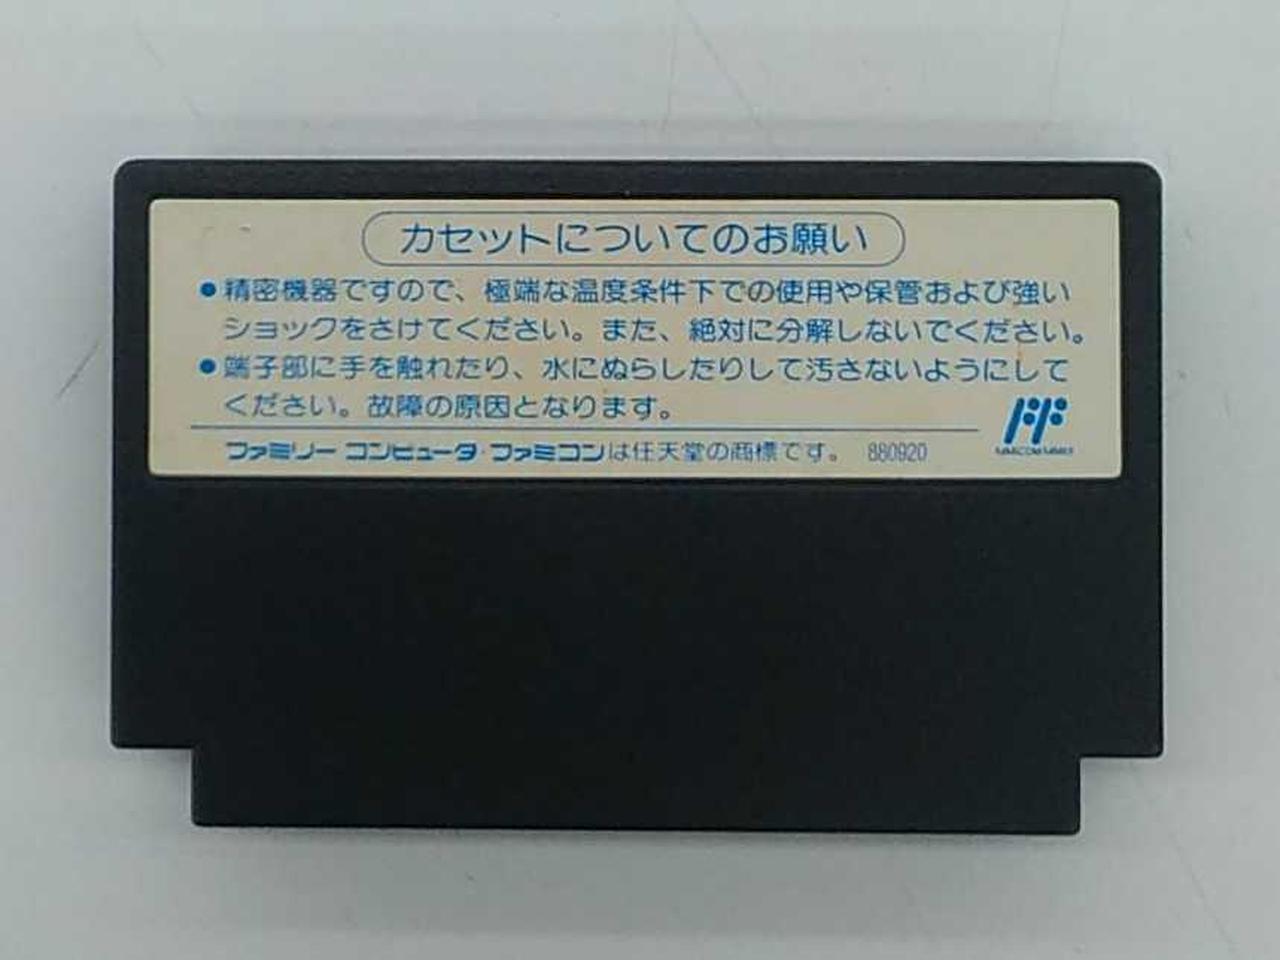 カセットについてのお願い
●精密機器ですので、極端な温度条件下での使用や保管および強い
ショックをさけてください。また、絶対に分解しないでください。
●端子部に手を触れたり、水にぬらしたりして汚さないようにして
ください。故障の原因となります。
ファミリーコンピュータ・ファミコンは任天堂の商標です。 880920